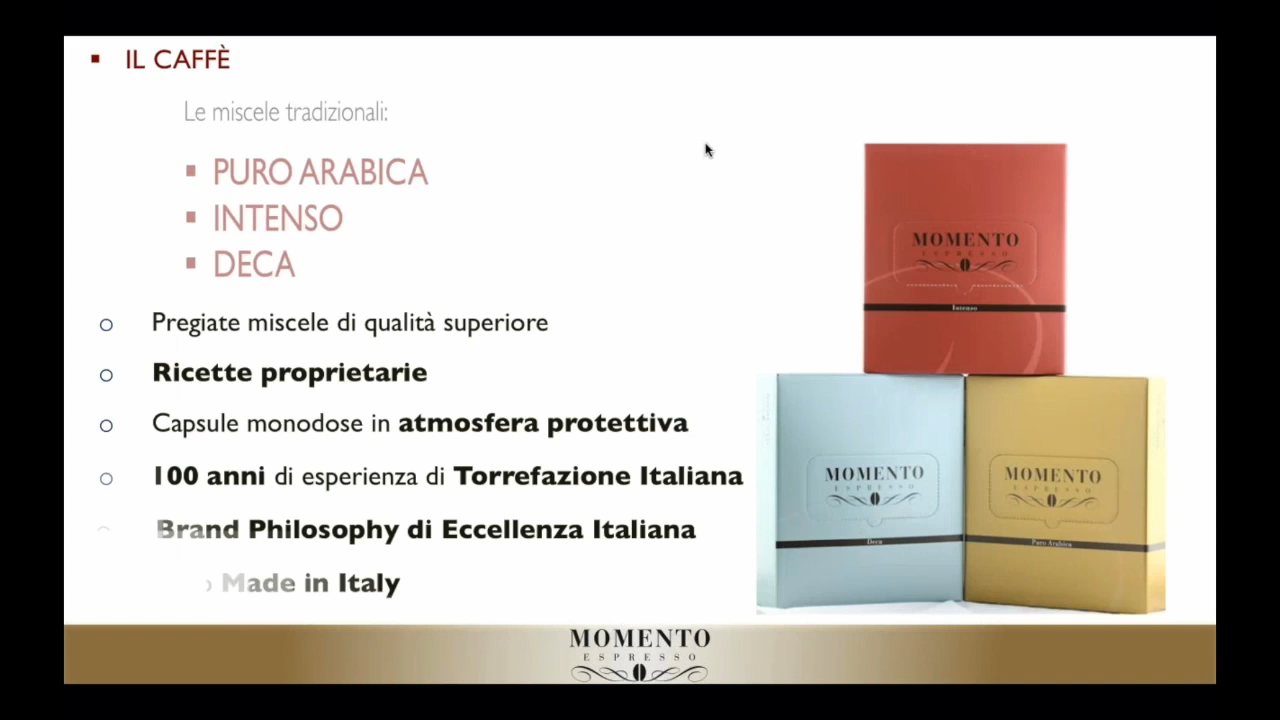 IL CAFFÈ
Le miscele tradizionali:
PURO ARABICA
INTENSO
DECA
Pregiate miscele di qualità superiore
Ricette proprietarie
Capsule monodose in atmosfera protettiva
100 anni di esperienza di Torrefazione Italiana
Brand Philosophy di Eccellenza Italiana
Made in Italy
MOMENTO
ESPRESSO
Intenso
MOMENTO
ESPRESSO
Deca
MOMENTO
ESPRESSO
Puro Arabica
MOMENTO
ESPRESSO